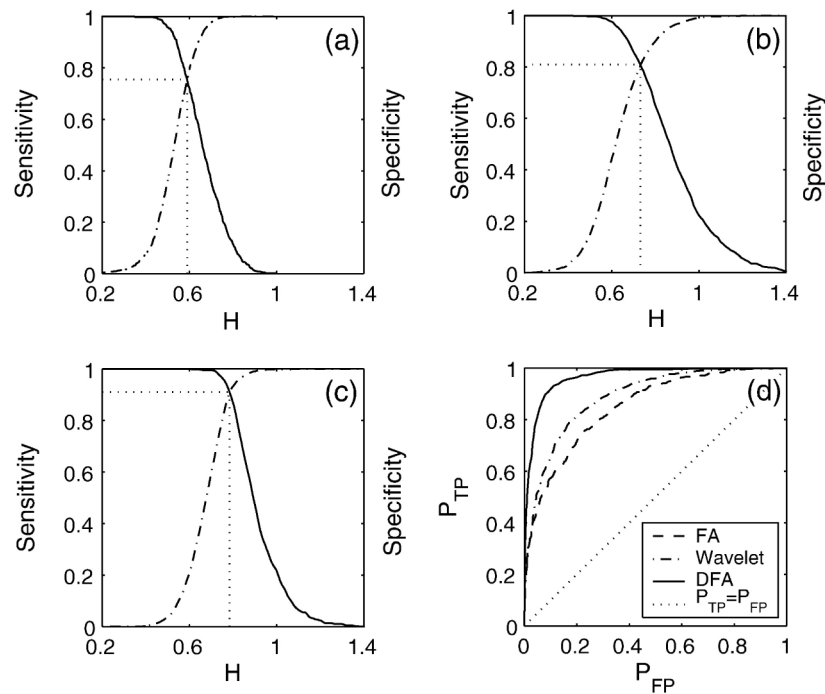 (a)
Sensitivity
1
0.8
0.6
0.4
0.2
0
0.2 0.6 1 1.4
H
Specificity
(b)
Sensitivity
1
0.8
0.6
0.4
0.2
0
0.2 0.6 1 1.4
H
Specificity
(c)
Sensitivity
1
0.8
0.6
0.4
0.2
0
0.2 0.6 1 1.4
H
Specificity
(d)
P_TP
1
0.8
0.6
0.4
0.2
0
FA
Wavelet
DFA
P_TP=P_FP
0 0.2 0.4 0.6 0.8 1
P_FP